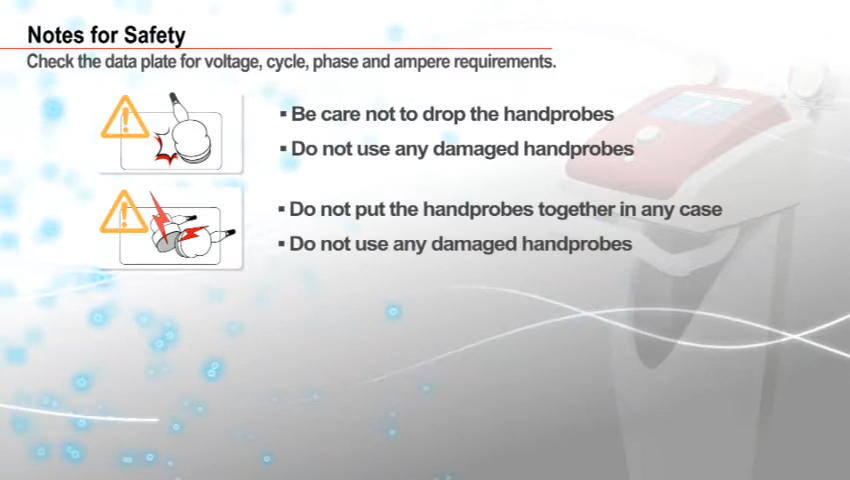 Notes for Safety
Check the data plate for voltage, cycle, phase and ampere requirements.
▪ Be care not to drop the handprobes
▪ Do not use any damaged handprobes
▪ Do not put the handprobes together in any case
▪ Do not use any damaged handprobes